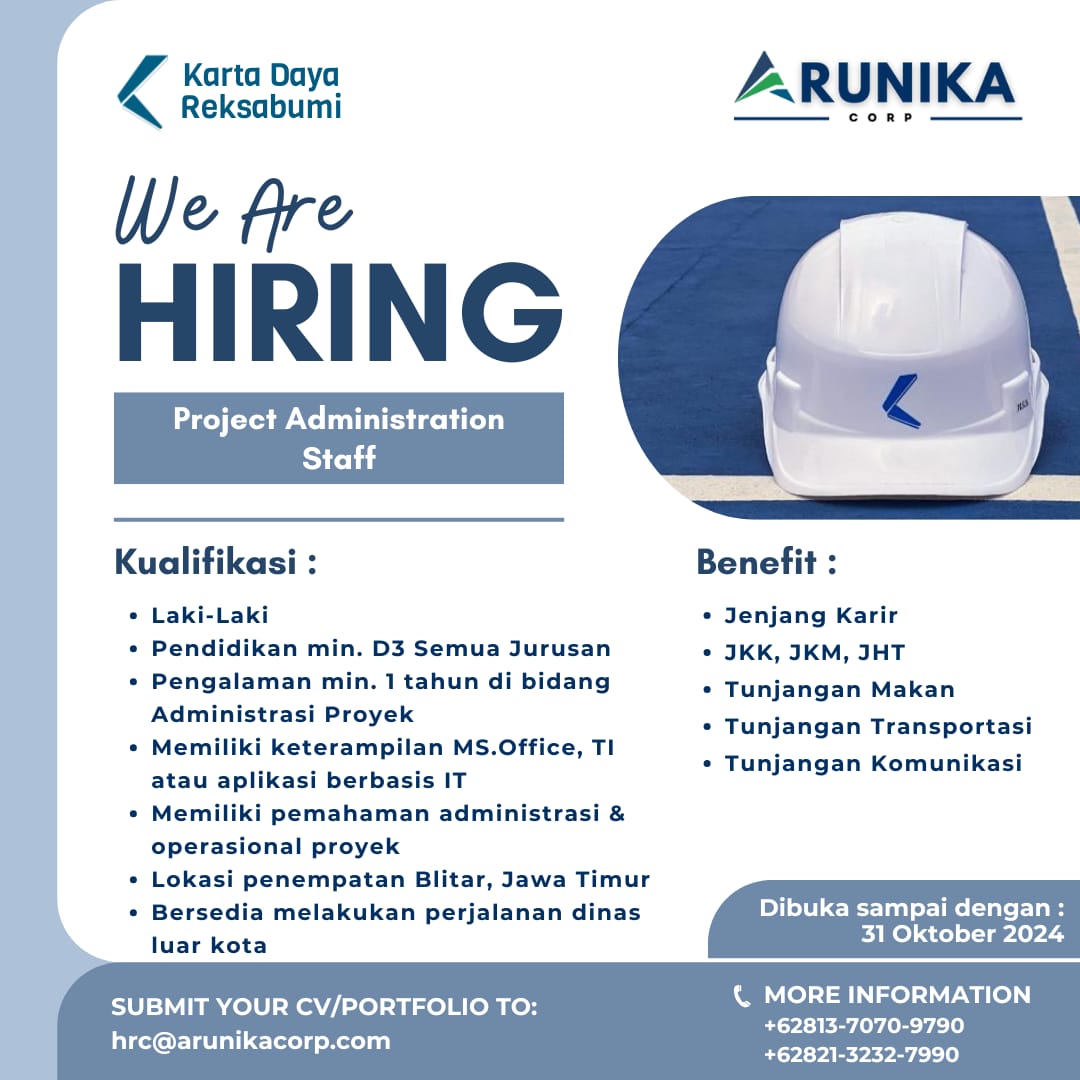 Karta Daya
Reksabumi
ARUNIKA
CORP
We Are
HIRING
Project Administration
Staff
Kualifikasi :
• Laki-Laki
• Pendidikan min. D3 Semua Jurusan
• Pengalaman min. 1 tahun di bidang
Administrasi Proyek
• Memiliki keterampilan MS.Office, TI
atau aplikasi berbasis IT
• Memiliki pemahaman administrasi &
operasional proyek
• Lokasi penempatan Blitar, Jawa Timur
• Bersedia melakukan perjalanan dinas
luar kota
Benefit :
• Jenjang Karir
• JKK, JKM, JHT
• Tunjangan Makan
• Tunjangan Transportasi
• Tunjangan Komunikasi
Dibuka sampai dengan :
31 Oktober 2024
SUBMIT YOUR CV/PORTFOLIO TO:
hrc@arunikacorp.com
MORE INFORMATION
+62813-7070-9790
+62821-3232-7990